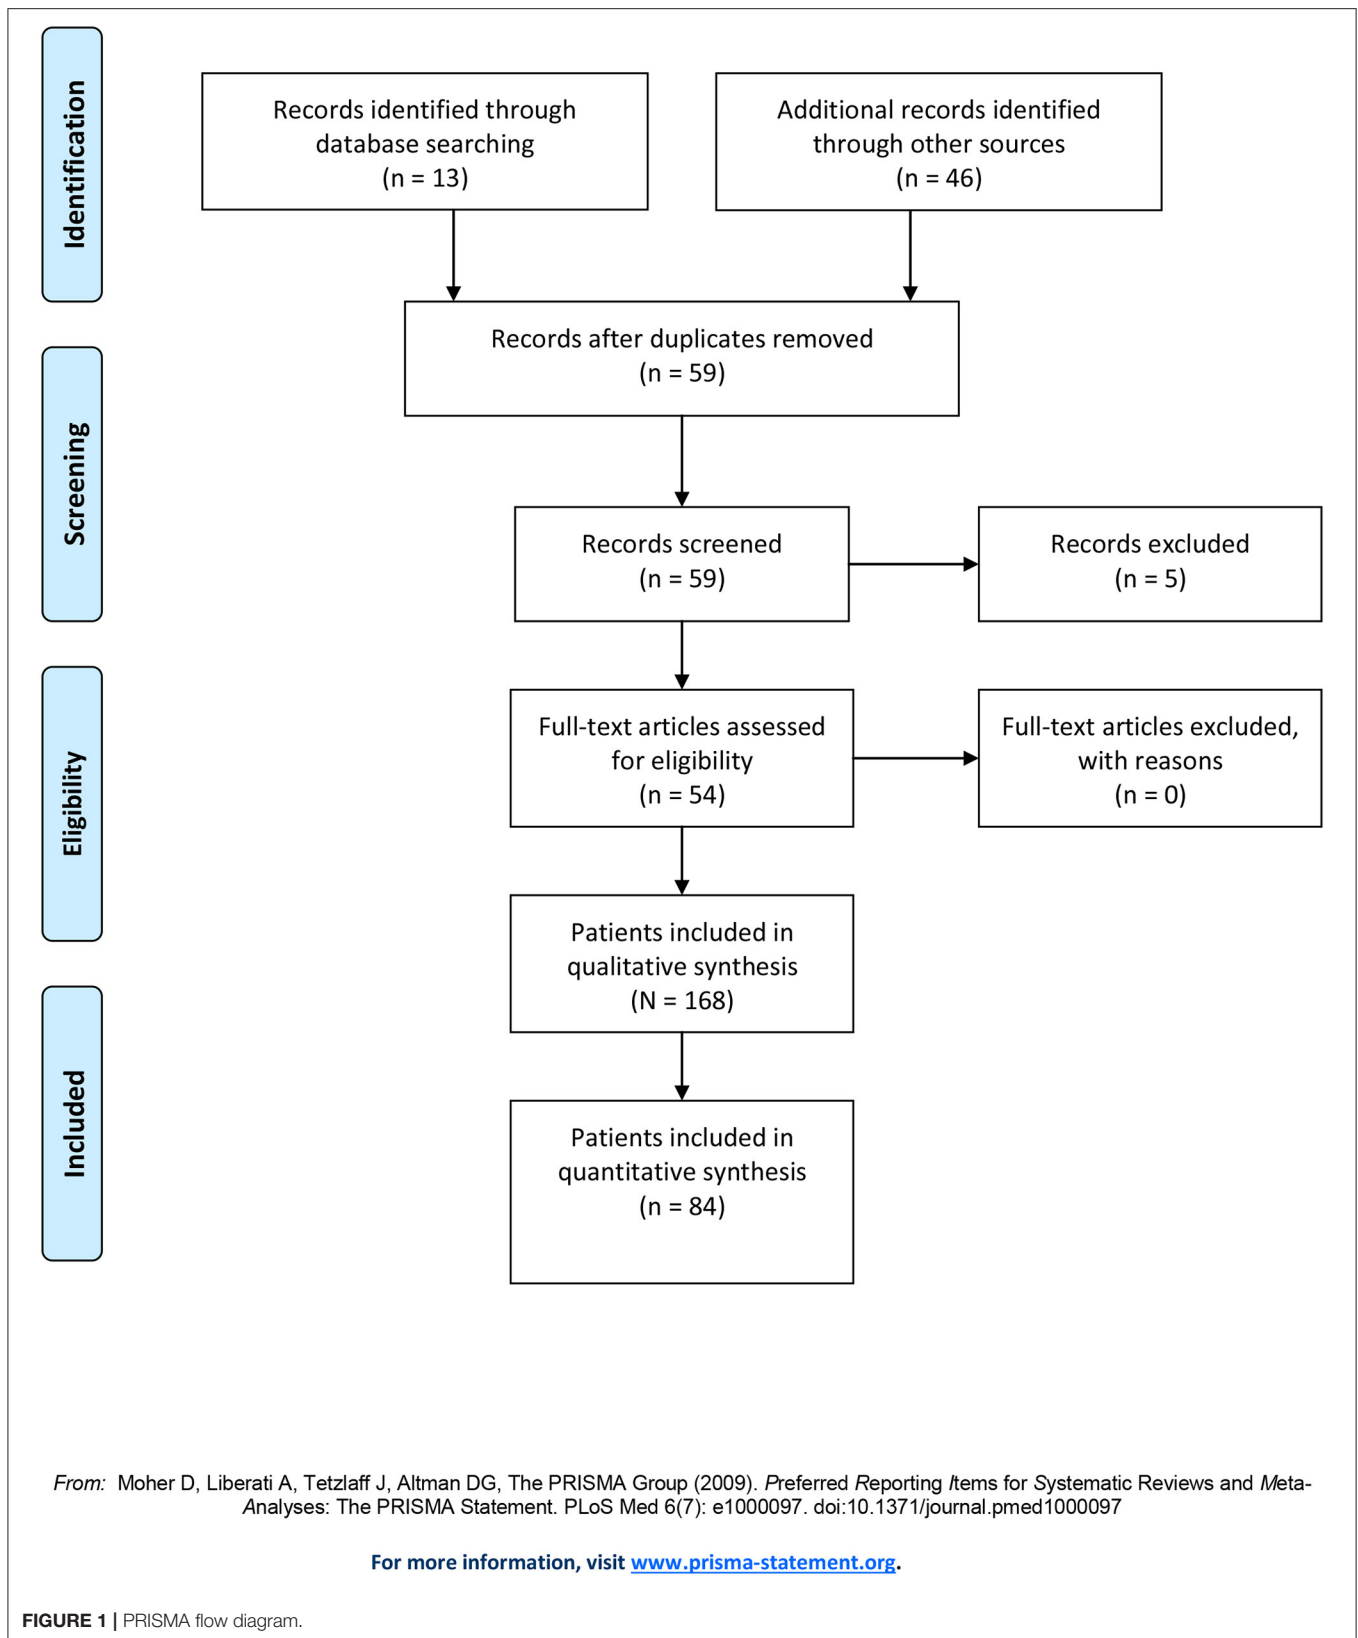 Identification
Records identified through
database searching
(n = 13)
Additional records identified
through other sources
(n = 46)
Records after duplicates removed
(n = 59)
Screening
Records screened
(n = 59)
Records excluded
(n = 5)
Eligibility
Full-text articles assessed
for eligibility
(n = 54)
Full-text articles excluded,
with reasons
(n = 0)
Patients included in
qualitative synthesis
(N = 168)
Included
Patients included in
quantitative synthesis
(n = 84)
From: Moher D, Liberati A, Tetzlaff J, Altman DG, The PRISMA Group (2009). Preferred Reporting Items for Systematic Reviews and Meta-
Analyses: The PRISMA Statement. PLoS Med 6(7): e1000097. doi:10.1371/journal.pmed1000097
For more information, visit www.prisma-statement.org.
FIGURE 1 | PRISMA flow diagram.